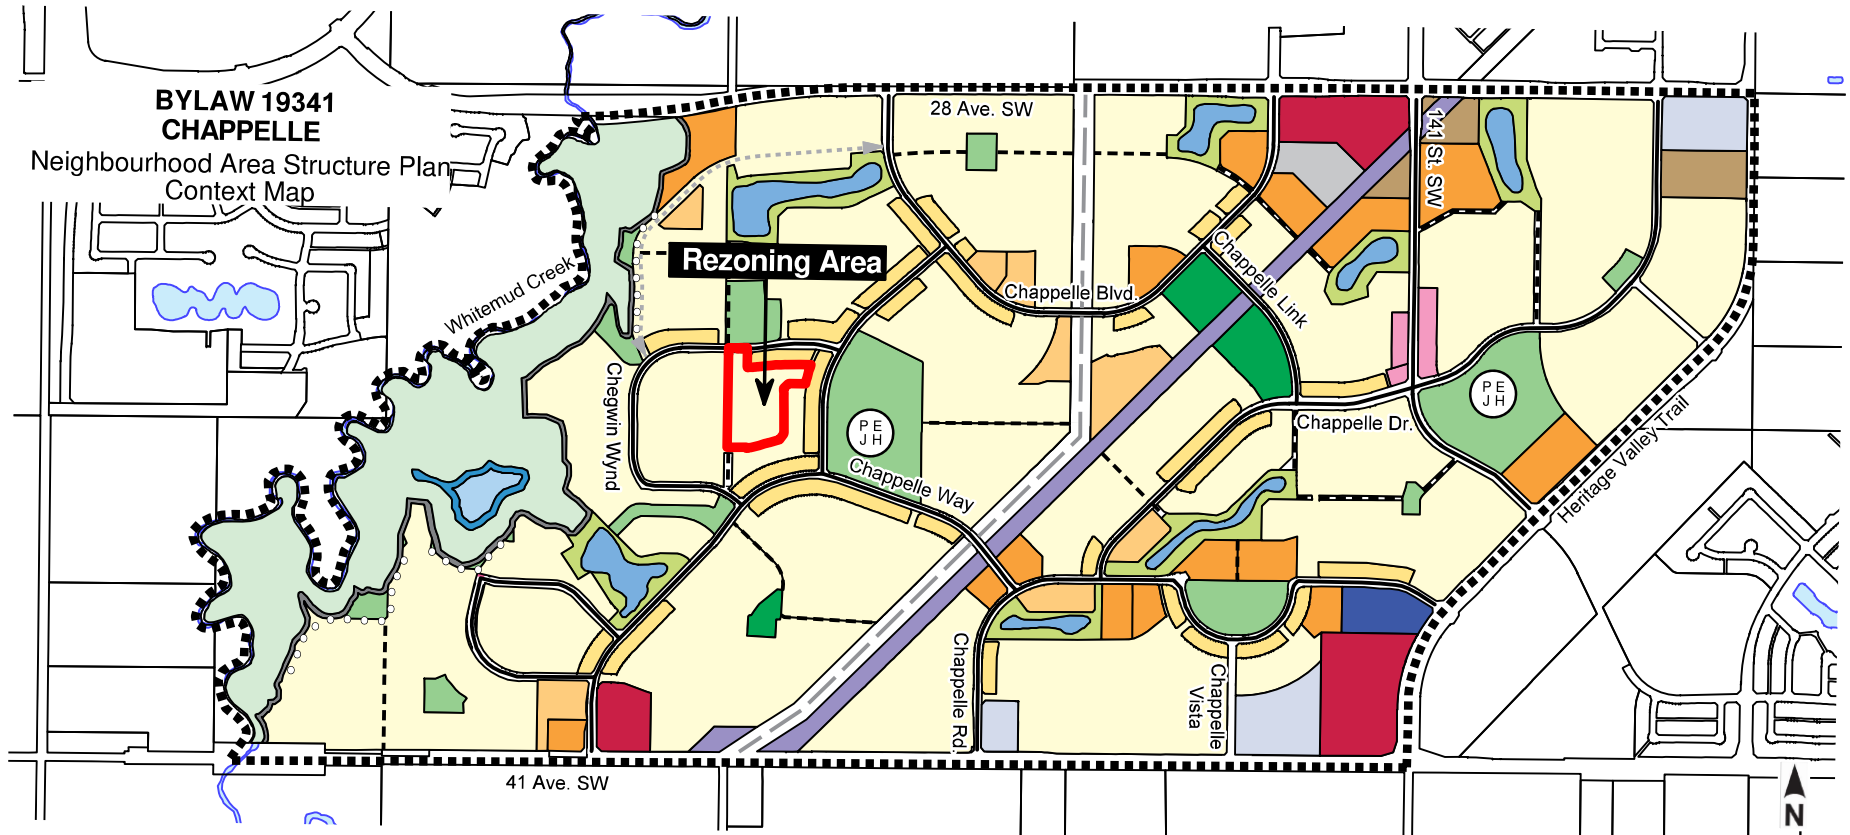 BYLAW 19341
CHAPPELLE
Neighbourhood Area Structure Plan
Context Map
28 Ave. SW
141 St. SW
Whitemud Creek
Rezoning Area
Chappelle Link
Chappelle Blvd.
Chegwin Wynd
P E
J H
P E
J H
Chappelle Dr.
Heritage Valley Trail
Chappelle Way
Chappelle Rd.
Chappelle
Vista
41 Ave. SW
N